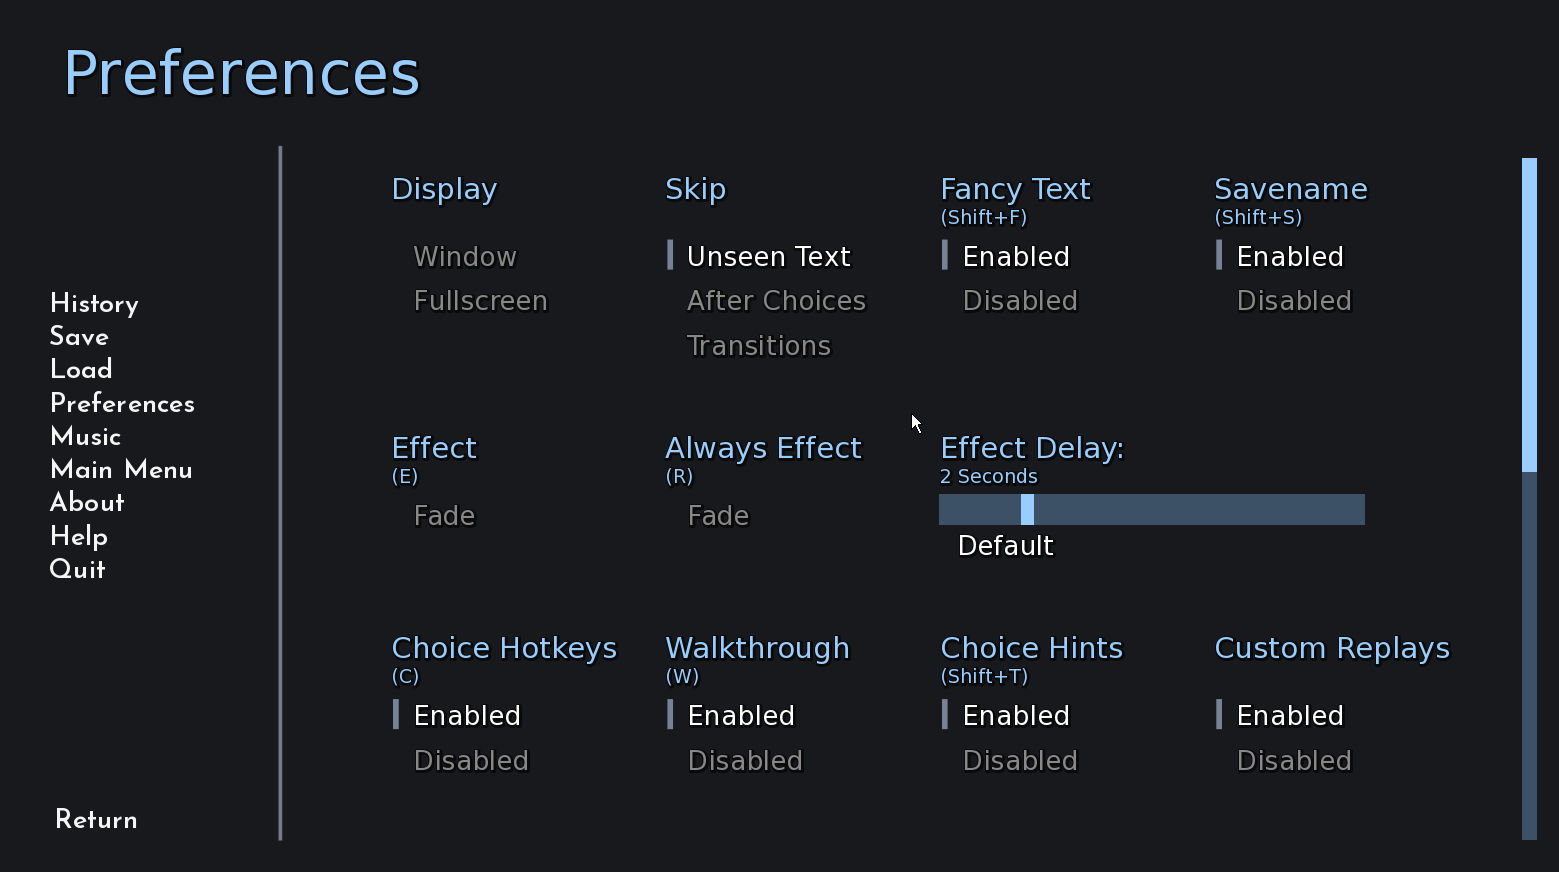 Preferences
History
Save
Load
Preferences
Music
Main Menu
About
Help
Quit
Return
Display
Window
Fullscreen
Skip
Unseen Text
After Choices
Transitions
Fancy Text
(Shift+F)
Enabled
Disabled
Savename
(Shift+S)
Enabled
Disabled
Effect
(E)
Fade
Always Effect
(R)
Fade
Effect Delay:
2 Seconds
Default
Choice Hotkeys
(C)
Enabled
Disabled
Walkthrough
(W)
Enabled
Disabled
Choice Hints
(Shift+T)
Enabled
Disabled
Custom Replays
Enabled
Disabled